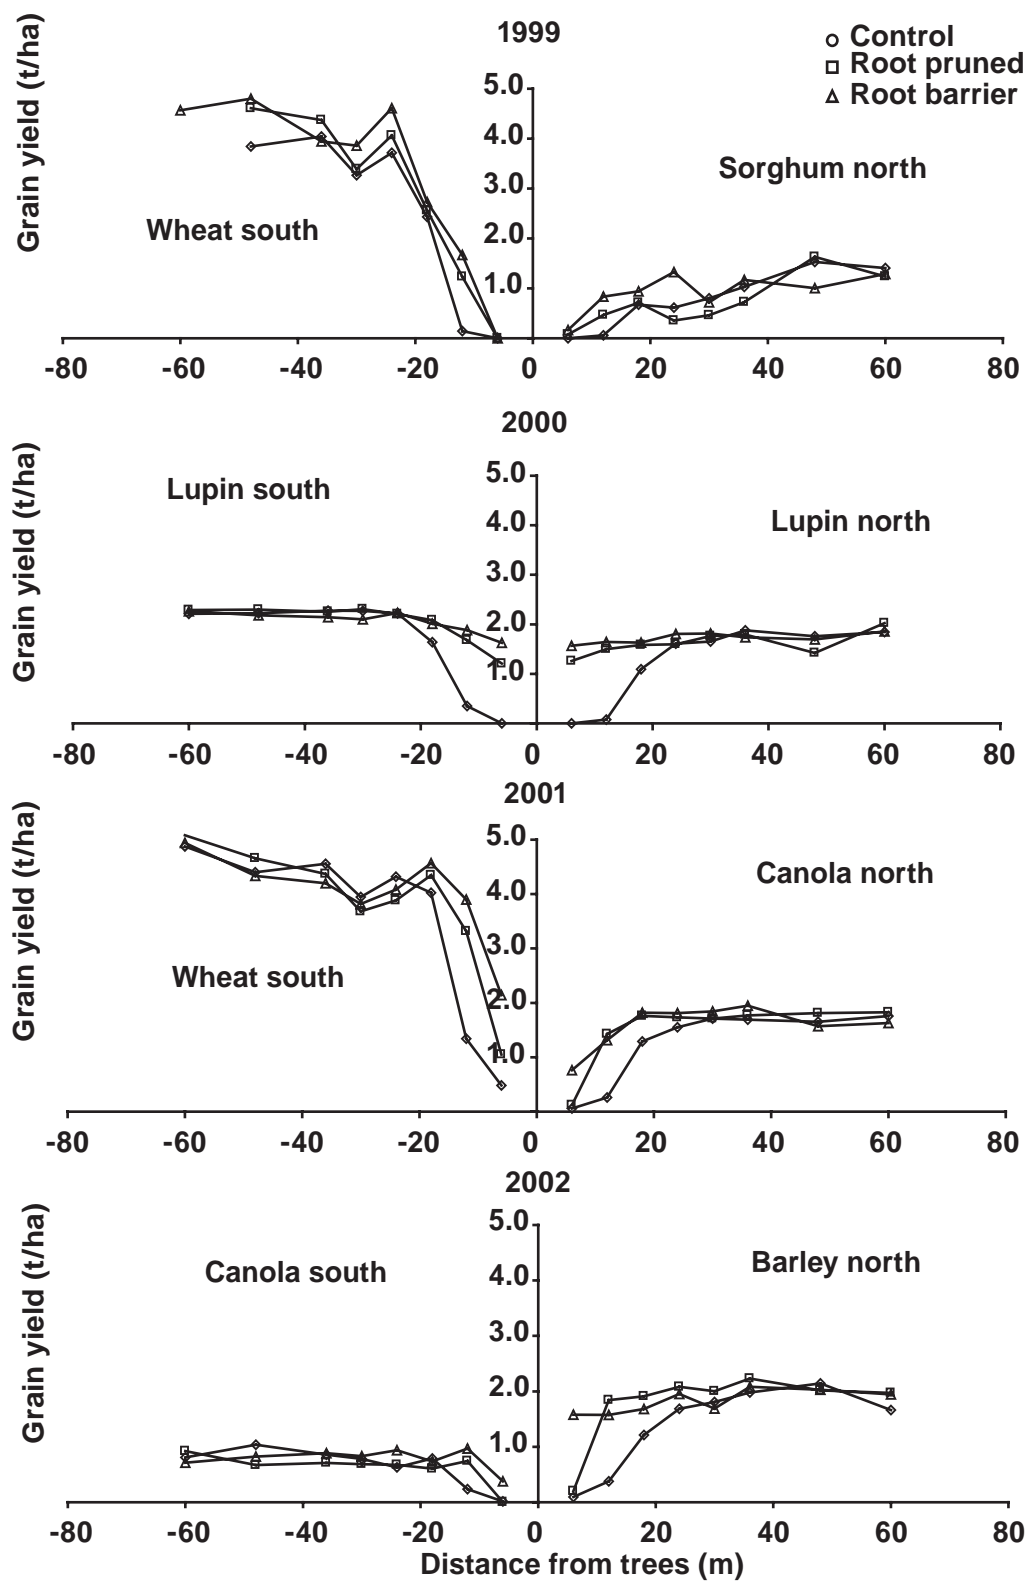 1999
Control
Root pruned
Root barrier
Grain yield (t/ha)
5.0
4.0
3.0
2.0
1.0
Wheat south
Sorghum north
-80 -60 -40 -20 0 20 40 60 80
2000
Grain yield (t/ha)
5.0
4.0
3.0
2.0
1.0
Lupin south
Lupin north
-80 -60 -40 -20 0 20 40 60 80
2001
Grain yield (t/ha)
5.0
4.0
3.0
2.0
1.0
Canola north
Wheat south
-80 -60 -40 -20 0 20 40 60 80
2002
Grain yield (t/ha)
5.0
4.0
3.0
2.0
1.0
Canola south
Barley north
-80 -60 -40 -20 0 20 40 60 80
Distance from trees (m)